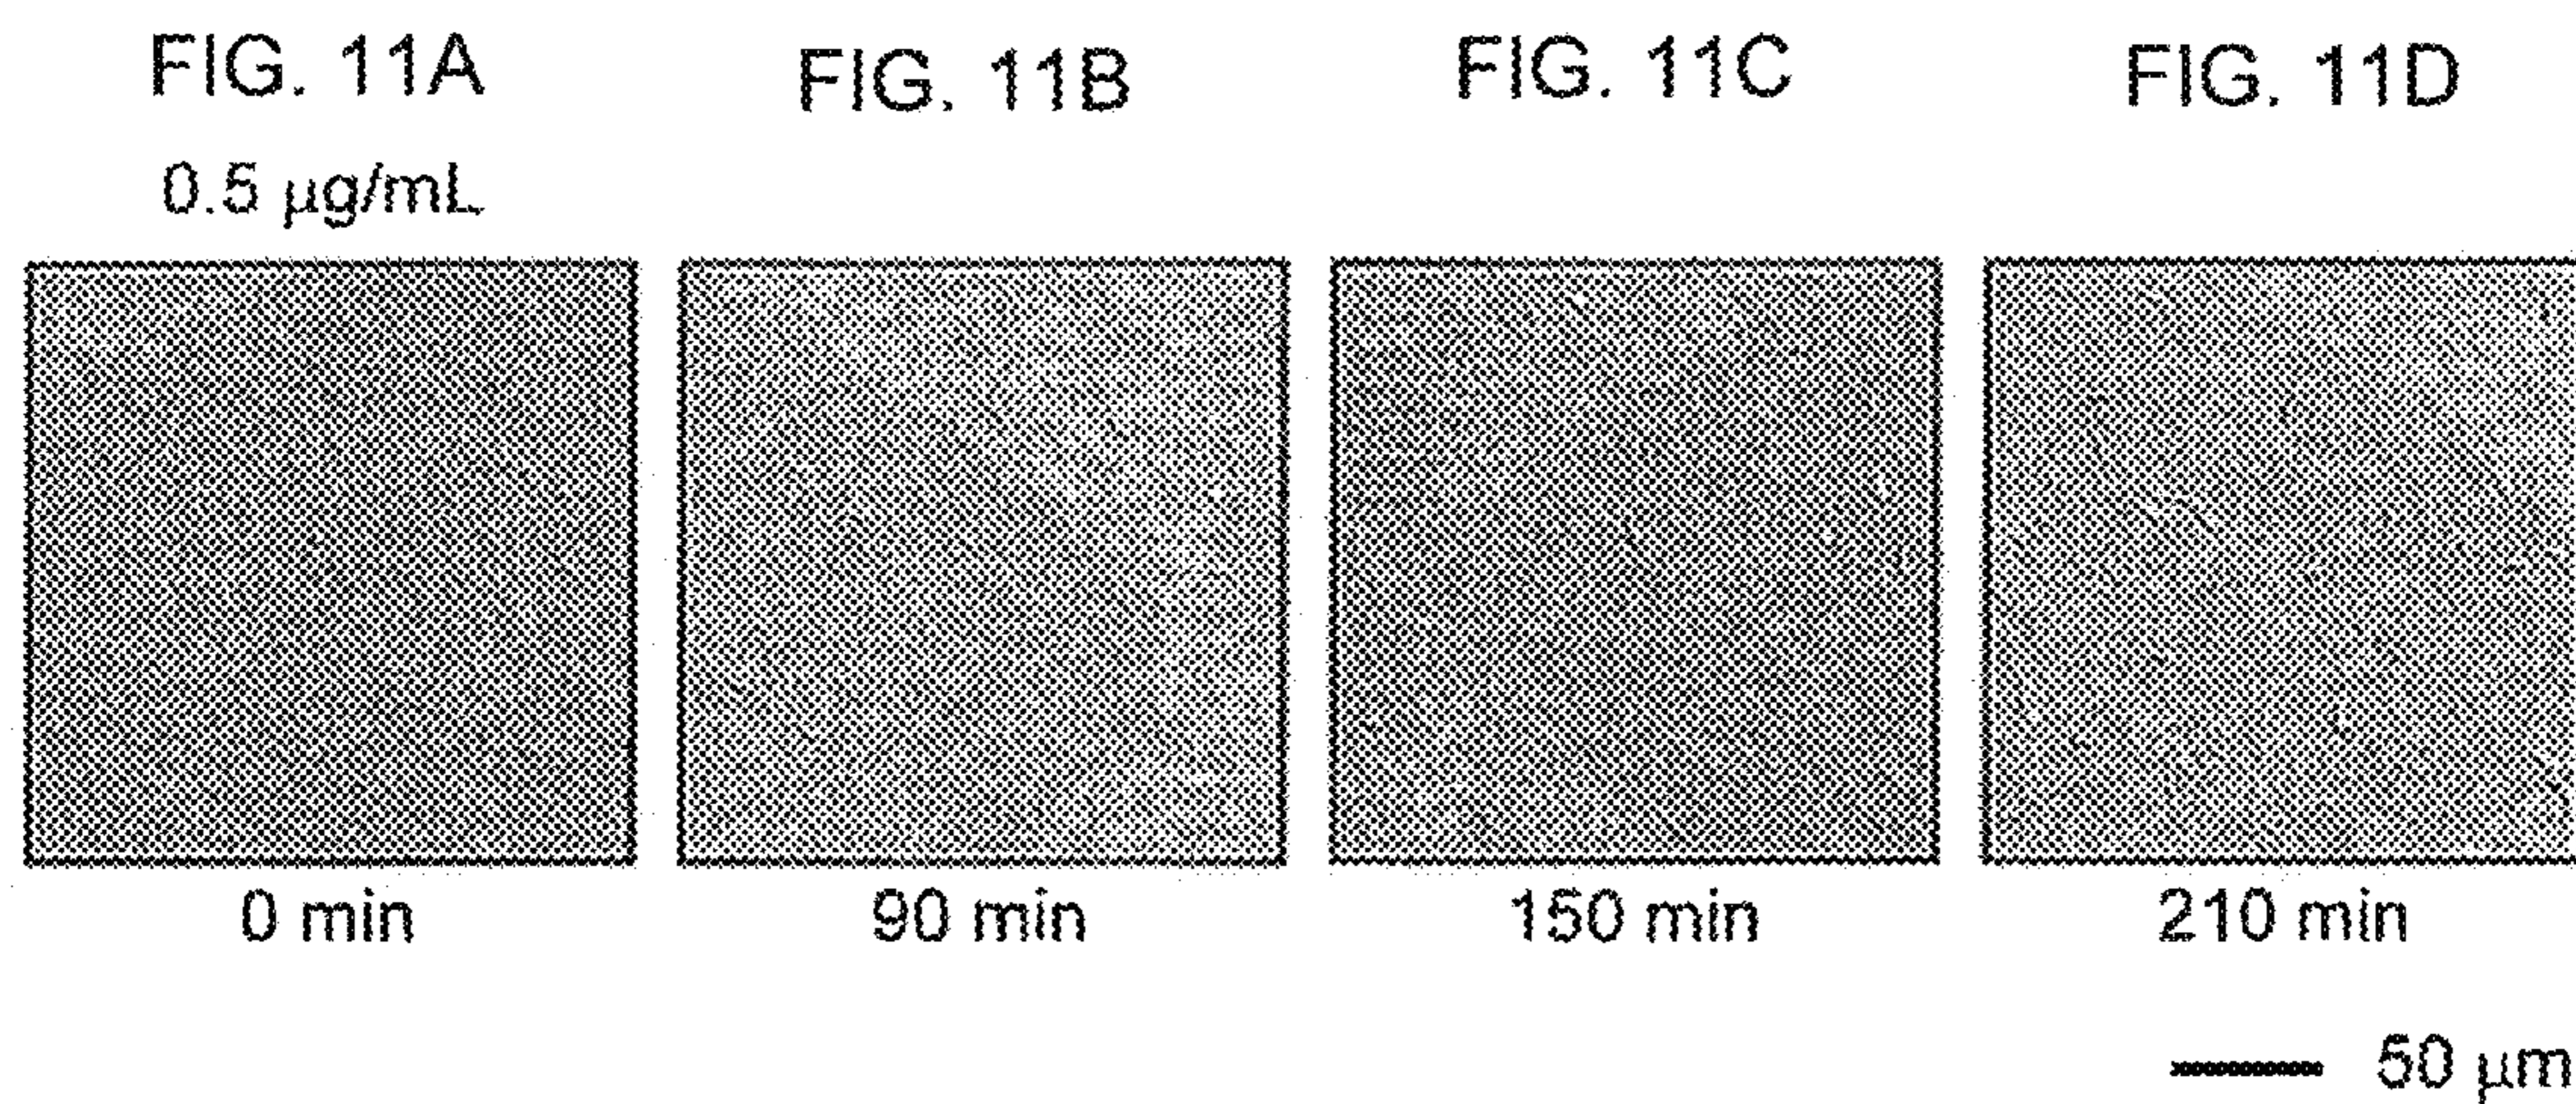 FIG. 11A FIG. 11B FIG. 11C FIG. 11D
0.5 μg/mL
0 min 90 min 150 min 210 min
50 μm